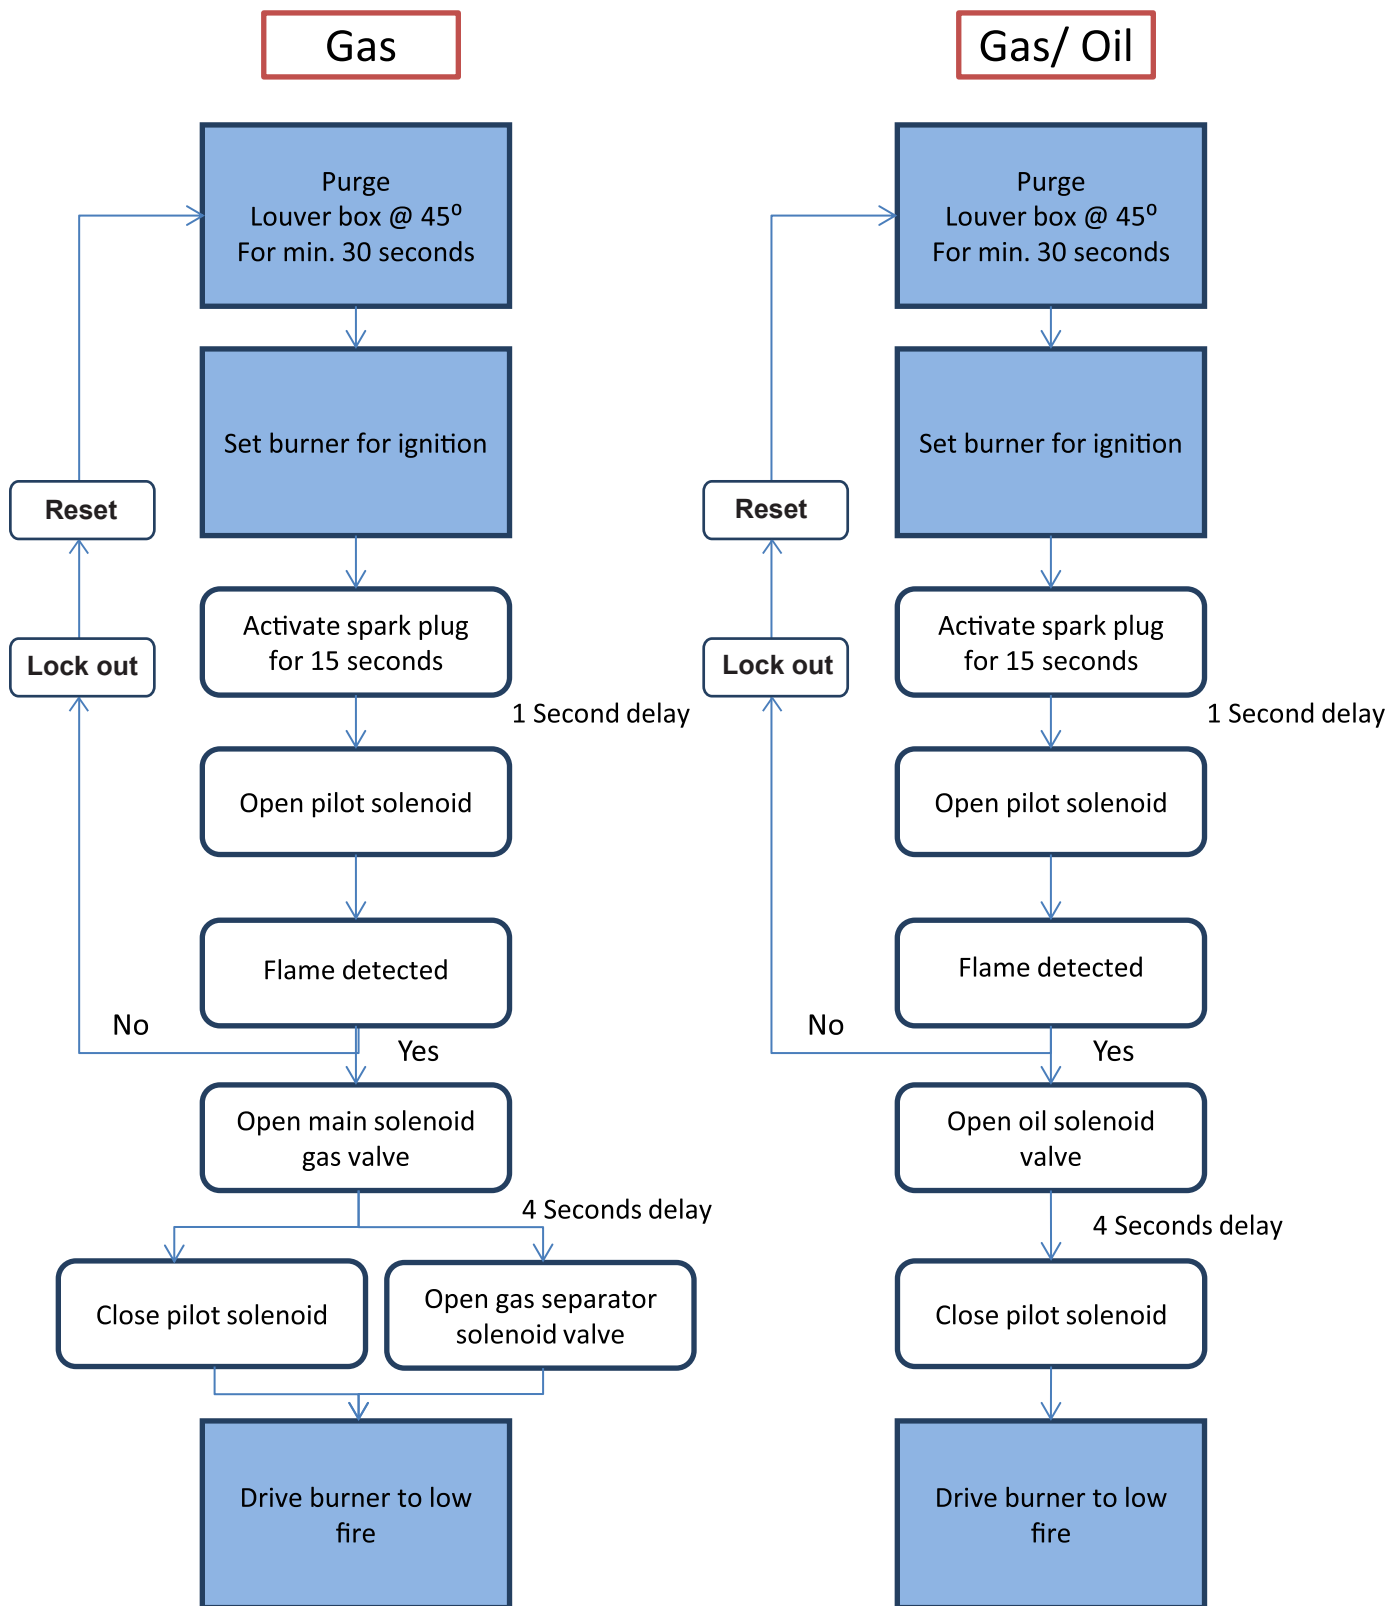 Gas
Purge
Louver box @ 45⁰
For min. 30 seconds
Set burner for ignition
Reset
Activate spark plug
for 15 seconds
Lock out
1 Second delay
Open pilot solenoid
Flame detected
No
Yes
Open main solenoid
gas valve
4 Seconds delay
Close pilot solenoid
Open gas separator
solenoid valve
Drive burner to low
fire
Gas/ Oil
Purge
Louver box @ 45⁰
For min. 30 seconds
Set burner for ignition
Reset
Activate spark plug
for 15 seconds
Lock out
1 Second delay
Open pilot solenoid
Flame detected
No
Yes
Open oil solenoid
valve
4 Seconds delay
Close pilot solenoid
Drive burner to low
fire